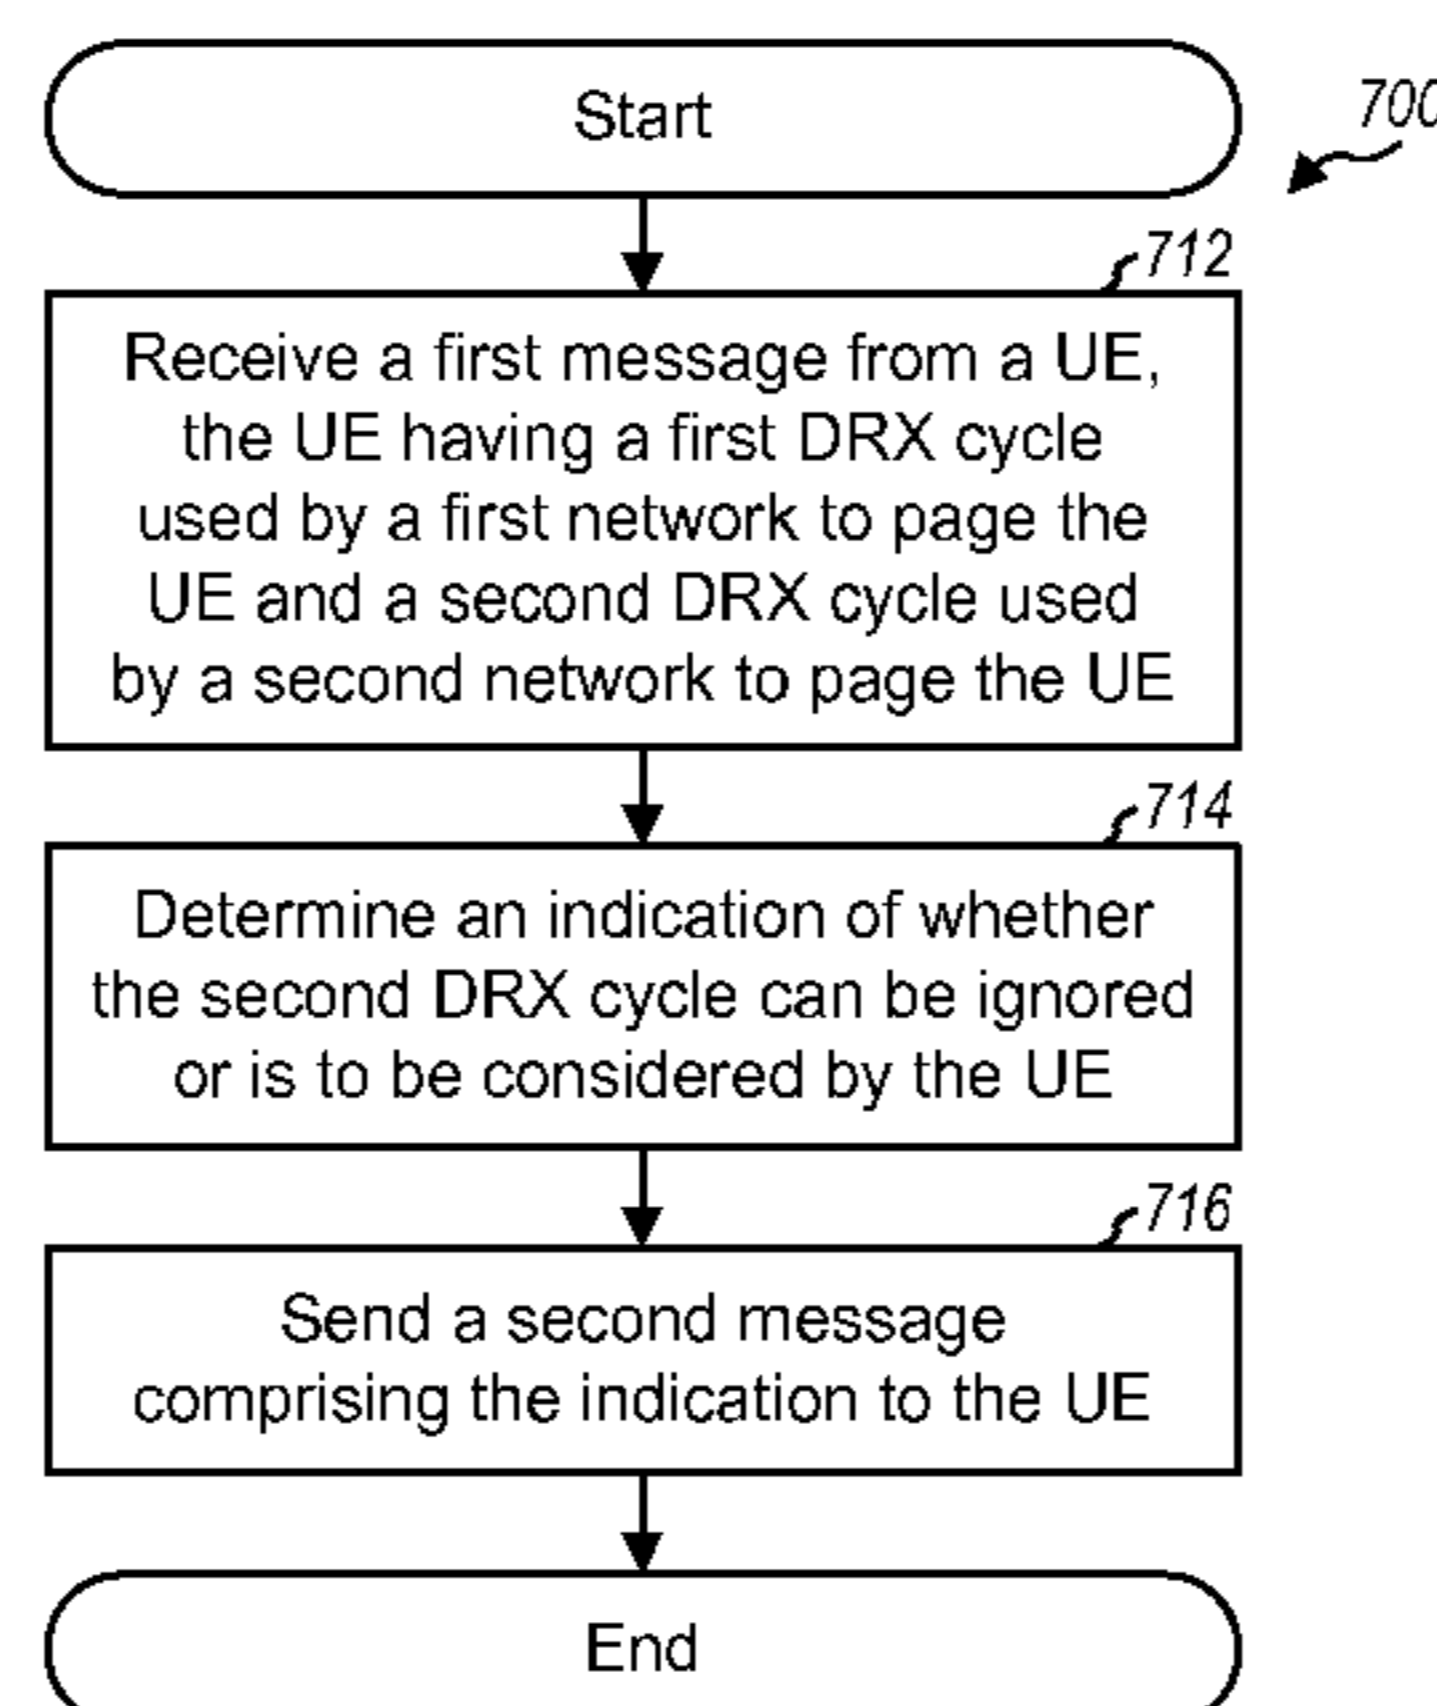 Start
700
712
Receive a first message from a UE,
the UE having a first DRX cycle
used by a first network to page the
UE and a second DRX cycle used
by a second network to page the UE
714
Determine an indication of whether
the second DRX cycle can be ignored
or is to be considered by the UE
716
Send a second message
comprising the indication to the UE
End